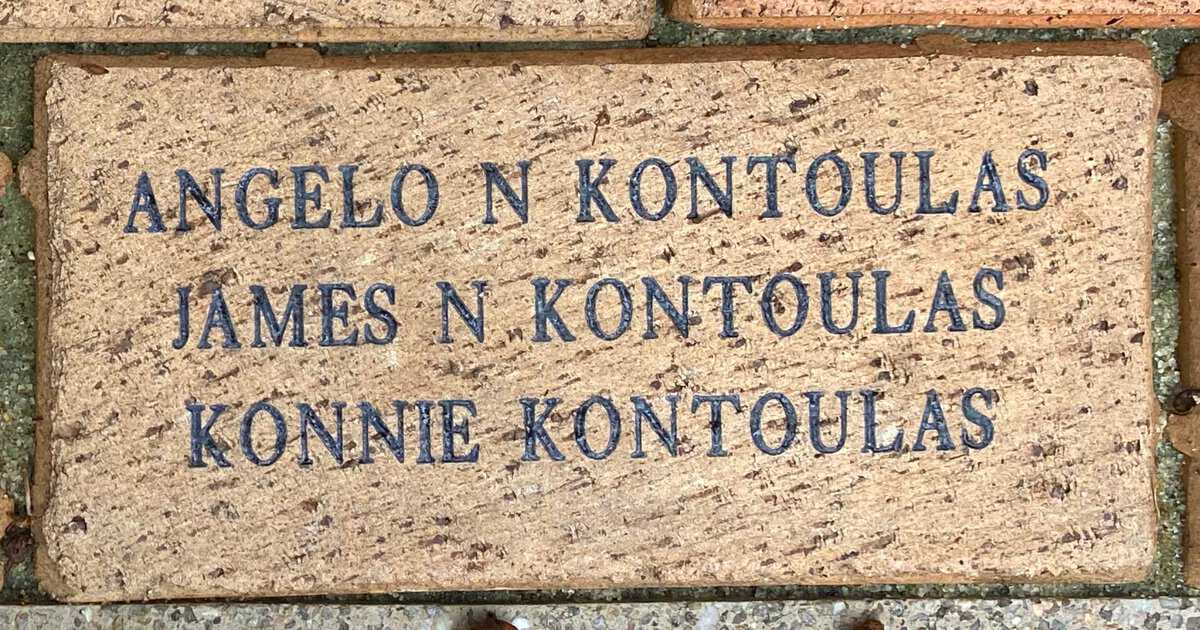 ANGELO N KONTOULAS
JAMES N KONTOULAS
KONNIE KONTOULAS